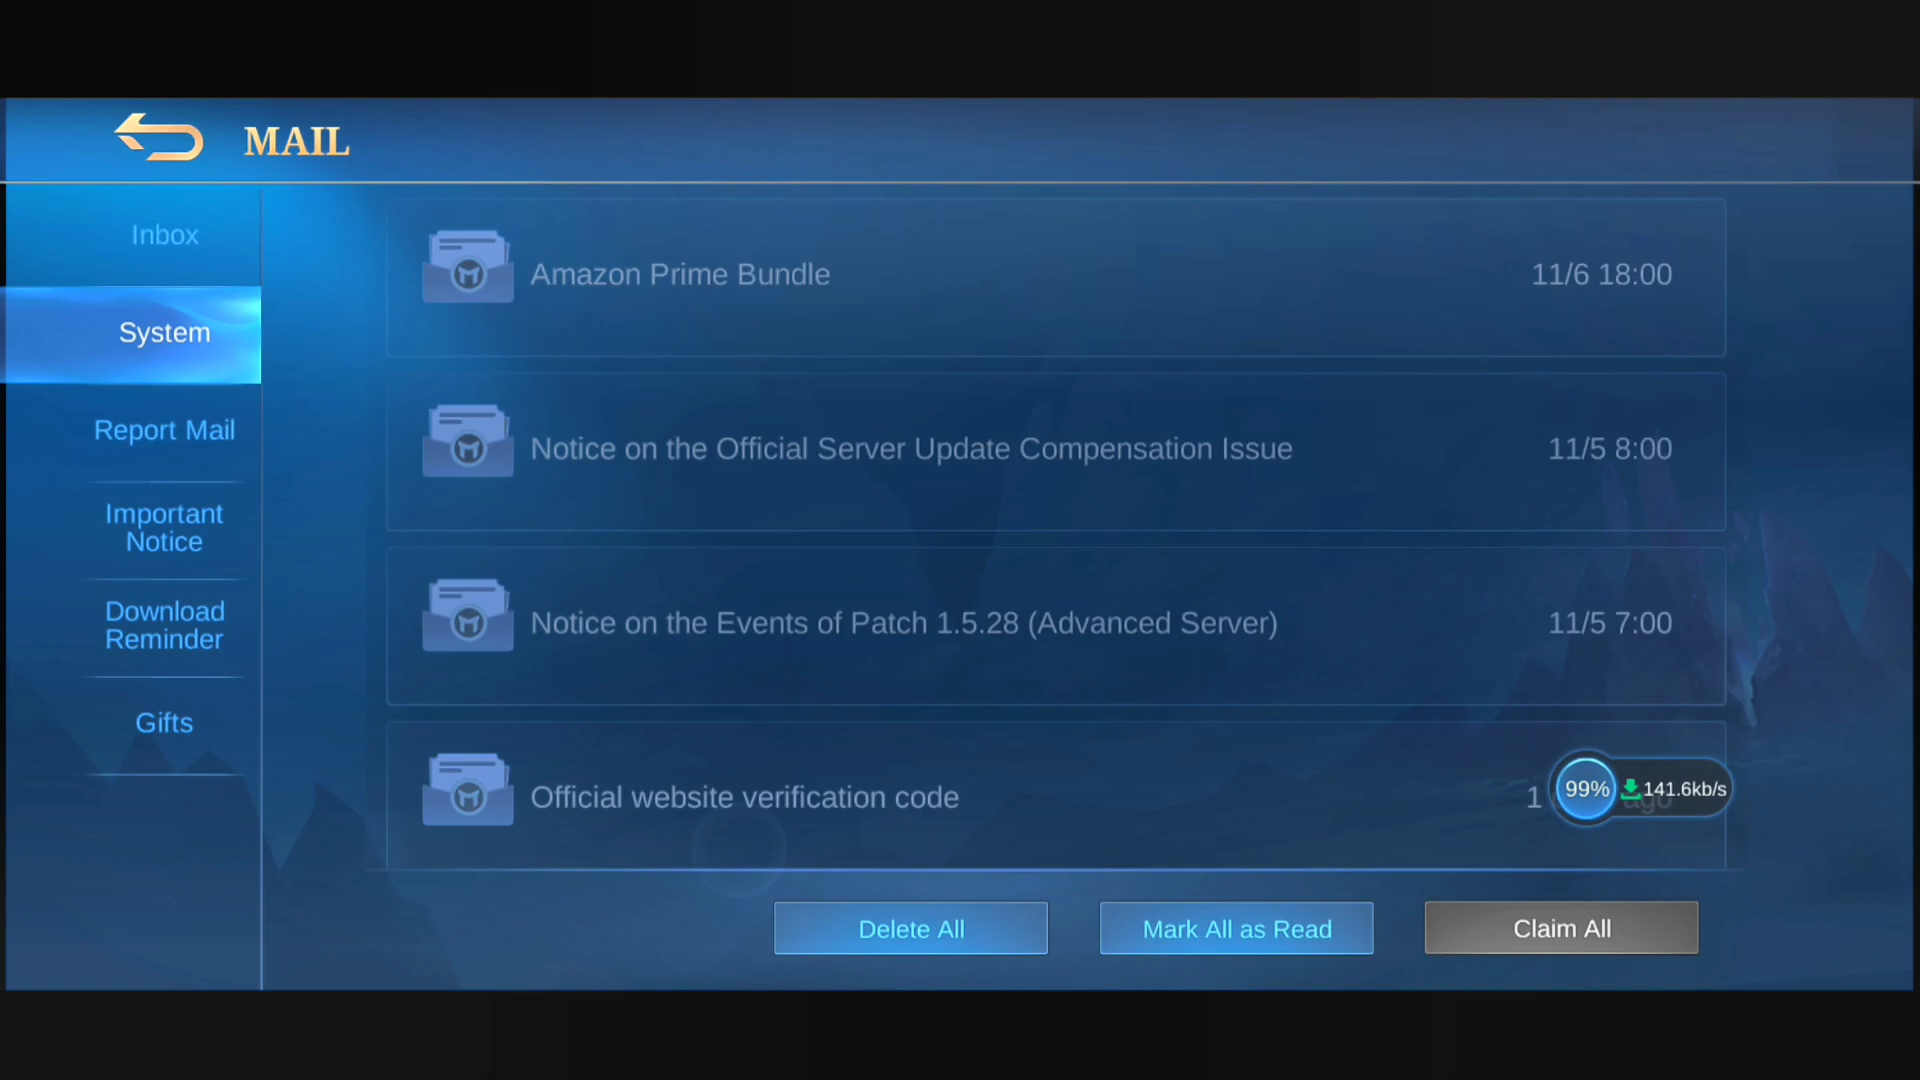 MAIL
Inbox
System
Report Mail
Important
Notice
Download
Reminder
Gifts
Amazon Prime Bundle
11/6 18:00
Notice on the Official Server Update Compensation Issue
11/5 8:00
Notice on the Events of Patch 1.5.28 (Advanced Server)
11/5 7:00
Official website verification code
1 ago
99% 141.6kb/s
Delete All
Mark All as Read
Claim All